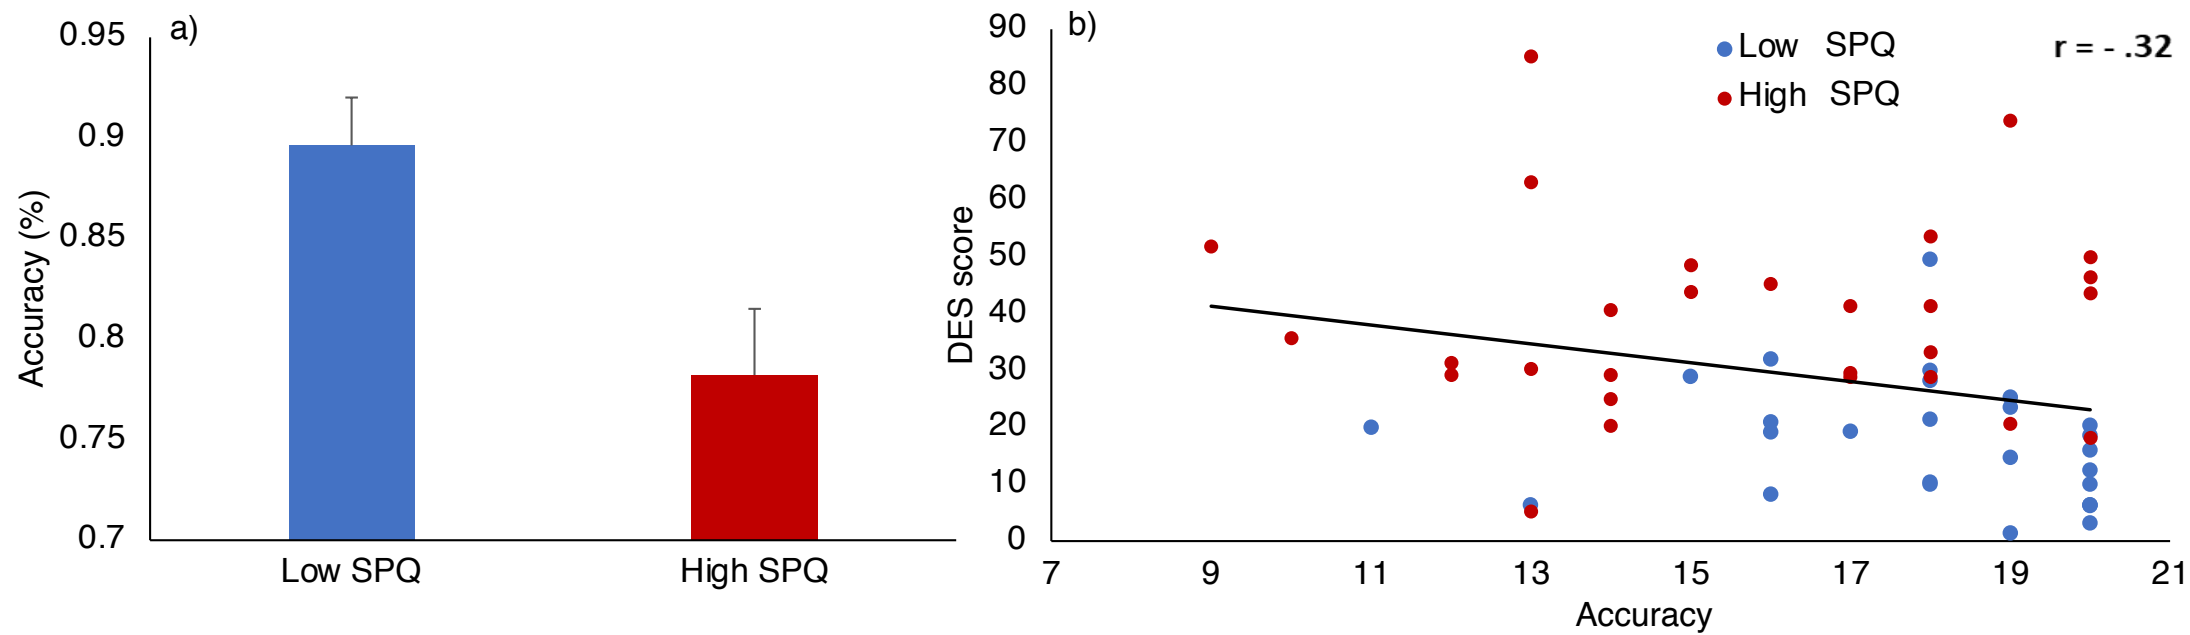 a)
0.95
0.9
0.85
0.8
0.75
0.7
Accuracy (%)
Low SPQ
High SPQ
b)
90
80
70
60
50
40
30
20
10
0
DES score
Low SPQ
High SPQ
r = - .32
7
9
11
13
15
17
19
21
Accuracy